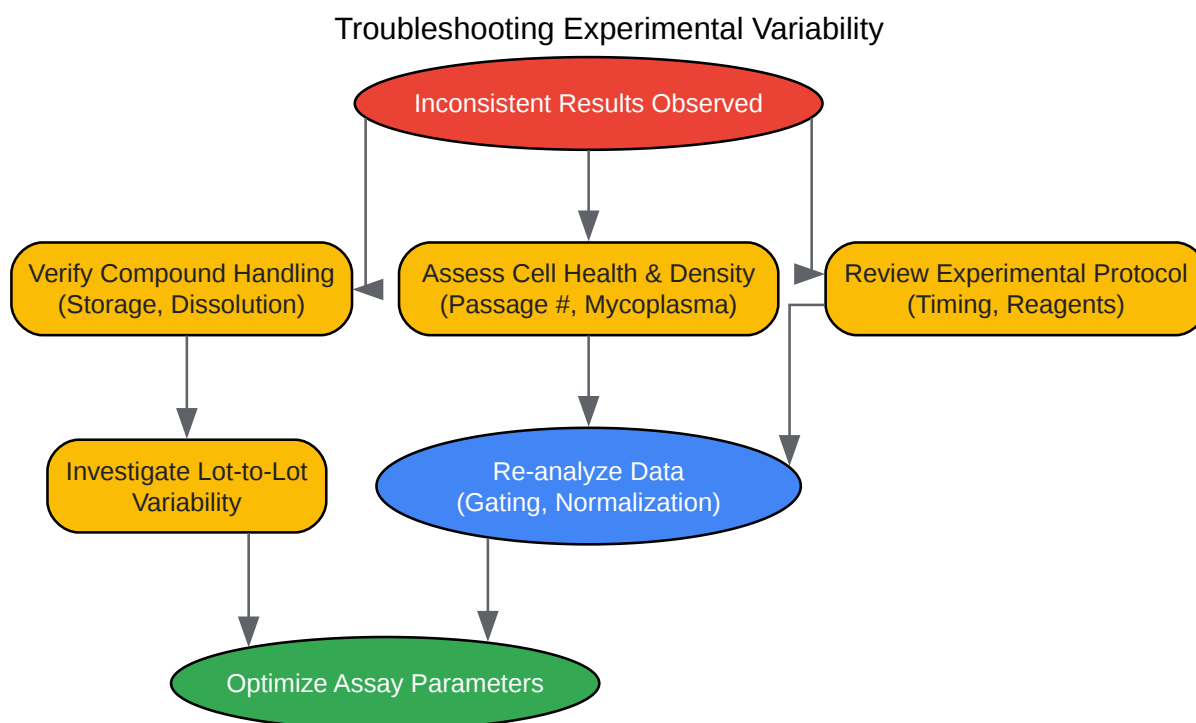 Troubleshooting Experimental Variability
Inconsistent Results Observed
Verify Compound Handling
(Storage, Dissolution)
Assess Cell Health & Density
(Passage #, Mycoplasma)
Review Experimental Protocol
(Timing, Reagents)
Investigate Lot-to-Lot
Variability
Re-analyze Data
(Gating, Normalization)
Optimize Assay Parameters